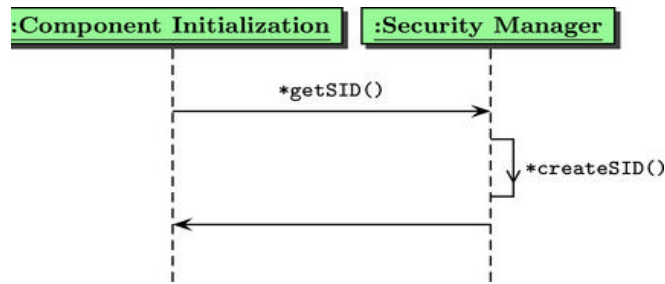 :Component Initialization
:Security Manager
*getSID()
*createSID()